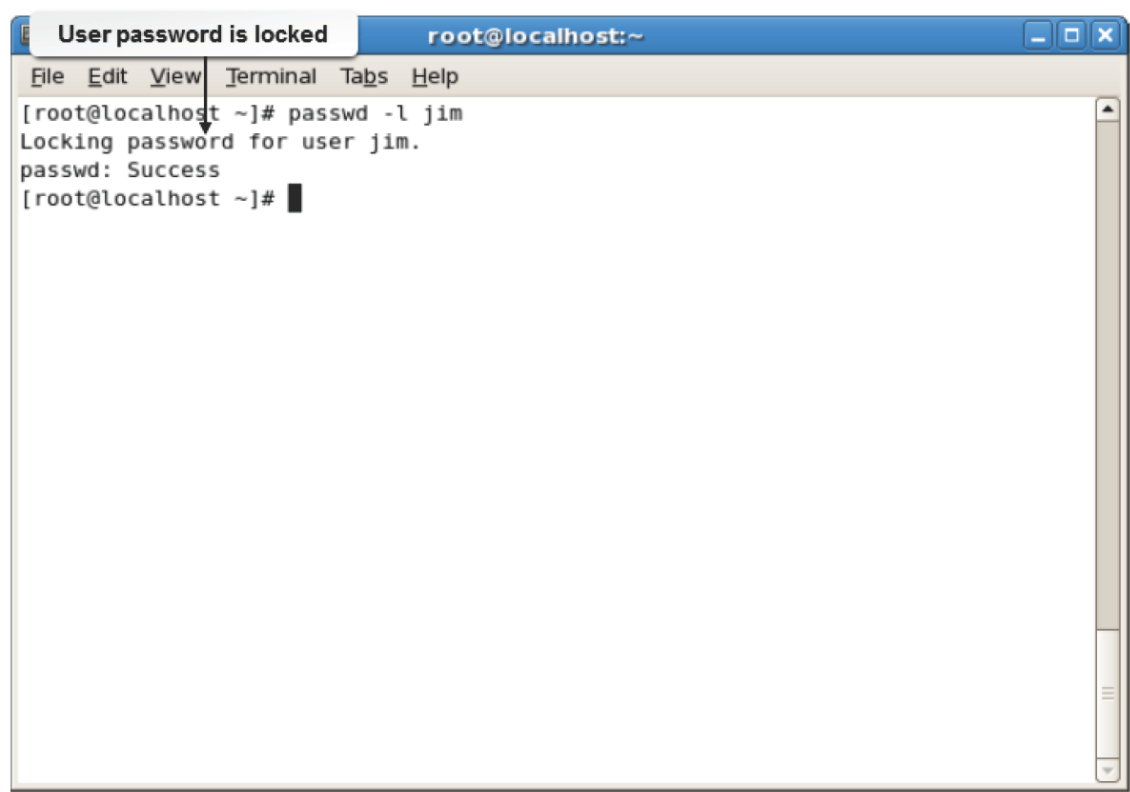 User password is locked
root@localhost:~
File Edit View Terminal Tabs Help
[root@localhost ~]# passwd -l jim
Locking password for user jim.
passwd: Success
[root@localhost ~]#